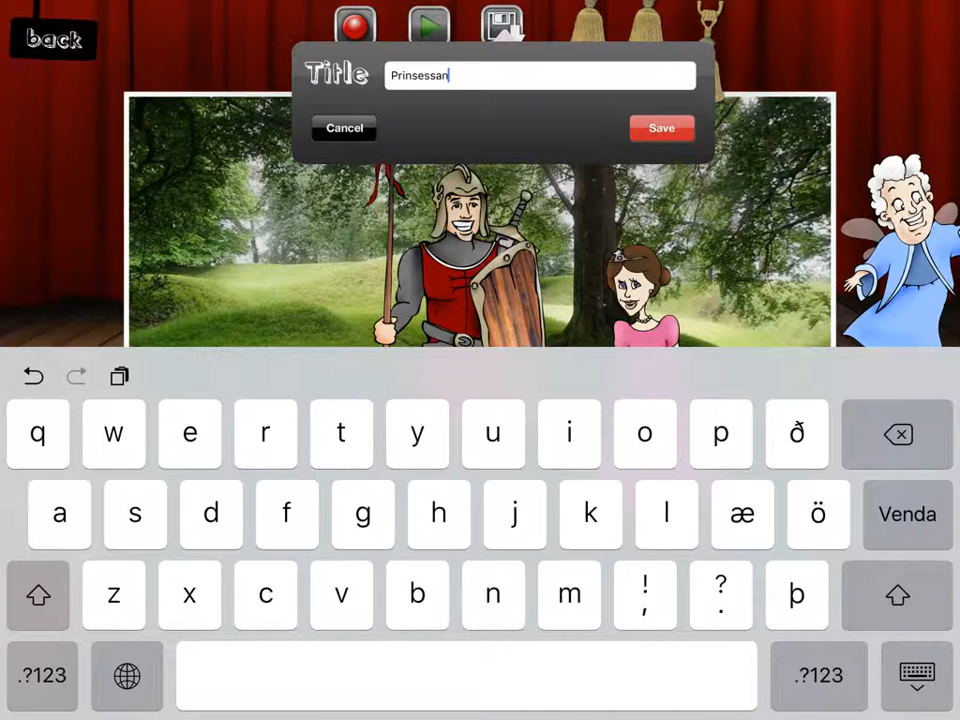 back
Title
Prinsessan
Cancel
Save
q w e r t y u i o p ð
a s d f g h j k l æ ö Venda
z x c v b n m ! , ? . þ
.?123 .?123